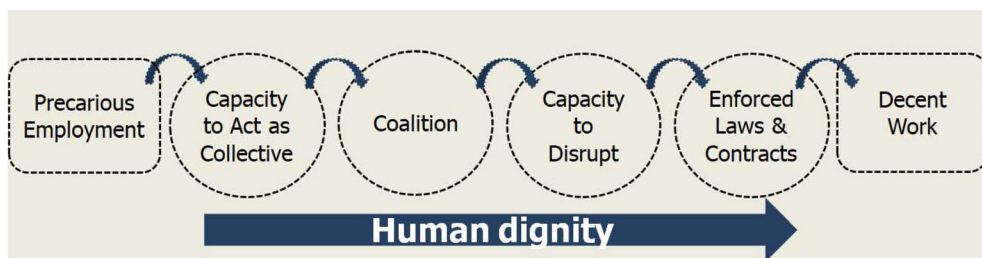 Precarious
Employment
Capacity
to Act as
Collective
Coalition
Capacity
to
Disrupt
Enforced
Laws &
Contracts
Decent
Work
Human dignity